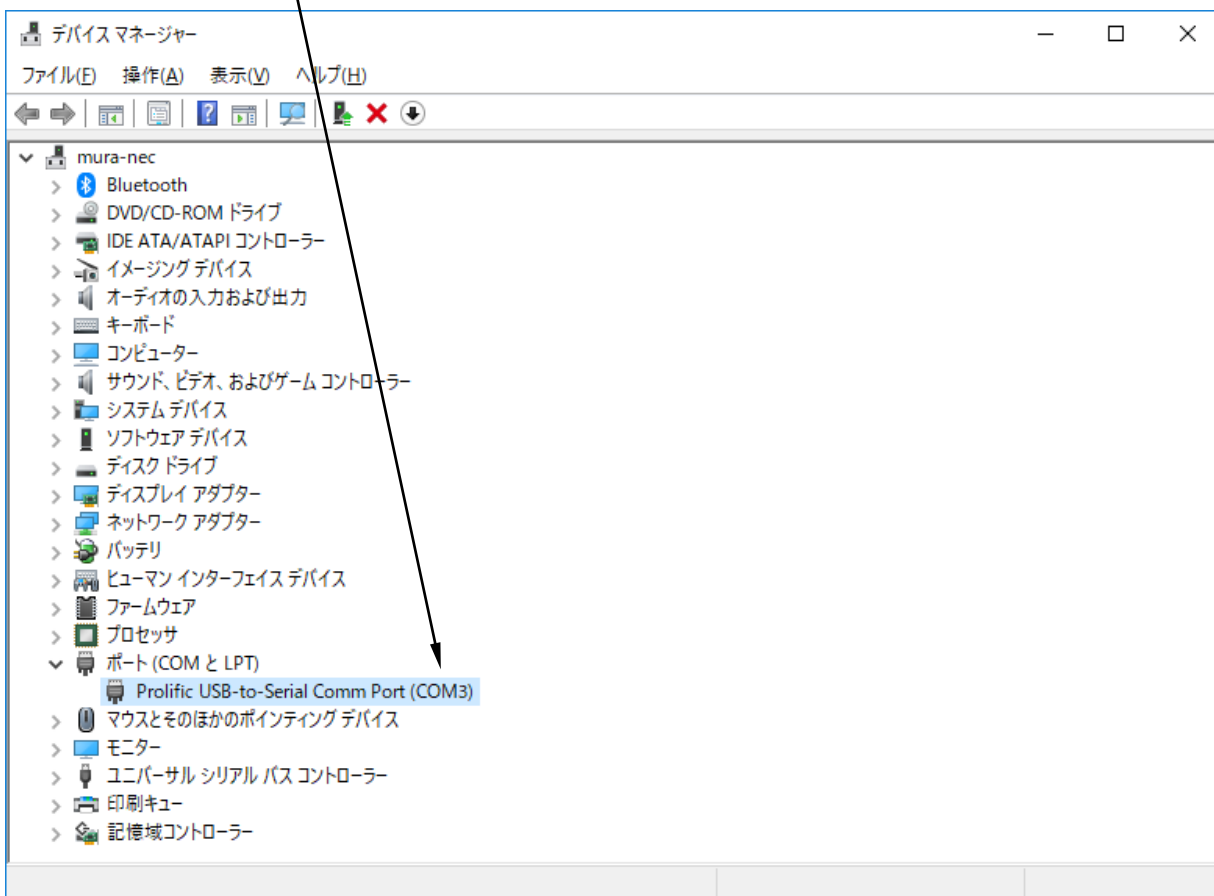 デバイス マネージャー
ファイル(F) 操作(A) 表示(V) ヘルプ(H)
mura-nec
Bluetooth
DVD/CD-ROM ドライブ
IDE ATA/ATAPI コントローラー
イメージング デバイス
オーディオの入力および出力
キーボード
コンピューター
サウンド、ビデオ、およびゲーム コントローラー
システム デバイス
ソフトウェア デバイス
ディスク ドライブ
ディスプレイ アダプター
ネットワーク アダプター
バッテリ
ヒューマン インターフェイス デバイス
ファームウェア
プロセッサ
ポート (COM と LPT)
Prolific USB-to-Serial Comm Port (COM3)
マウスとそのほかのポインティング デバイス
モニター
ユニバーサル シリアル バス コントローラー
印刷キュー
記憶域コントローラー